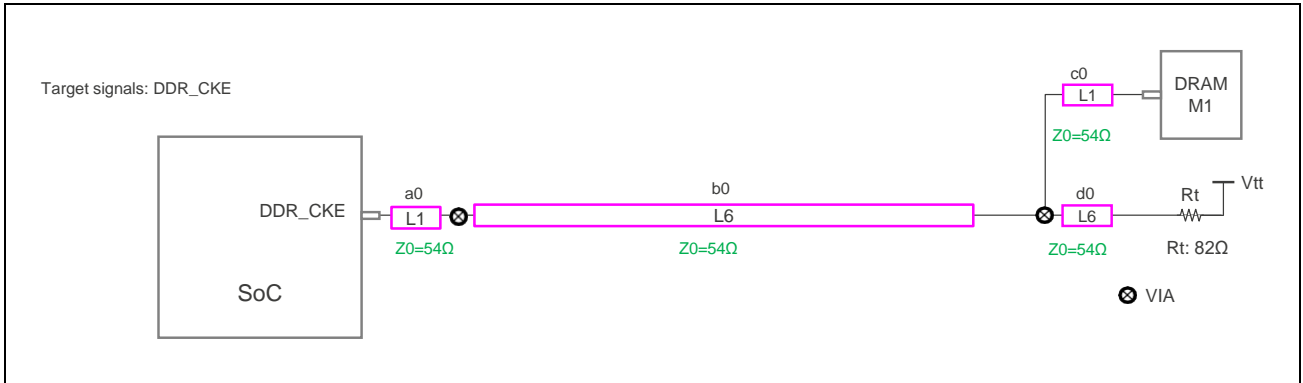 Target signals: DDR_CKE
c0
L1
DRAM
M1
Z0=54Ω
a0
b0
d0
Rt
Vtt
DDR_CKE
L1
L6
L6
Z0=54Ω
Z0=54Ω
Z0=54Ω
Rt: 82Ω
SoC
VIA